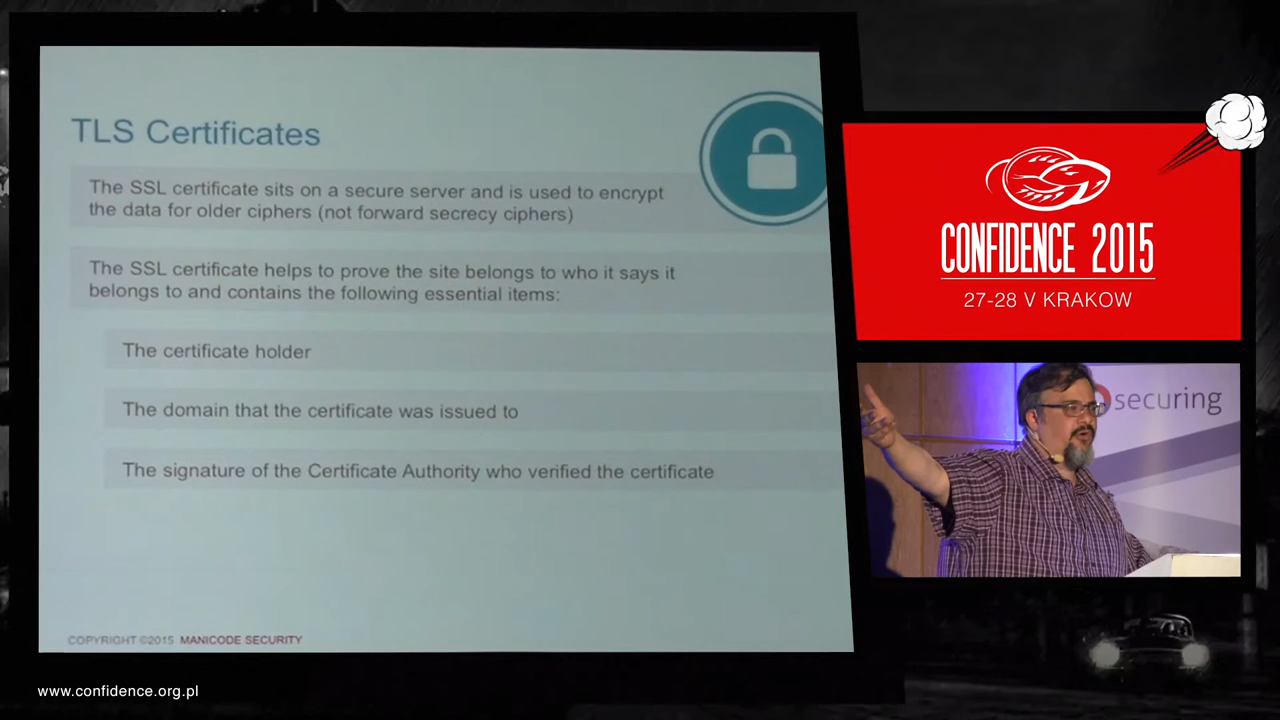 TLS Certificates
The SSL certificate sits on a secure server and is used to encrypt
the data for older ciphers (not forward secrecy ciphers)
The SSL certificate helps to prove the site belongs to who it says it
belongs to and contains the following essential items:
The certificate holder
The domain that the certificate was issued to
The signature of the Certificate Authority who verified the certificate
COPYRIGHT ©2015 MANICODE SECURITY
CONFIDENCE 2015
27-28 V KRAKOW
securing
www.confidence.org.pl